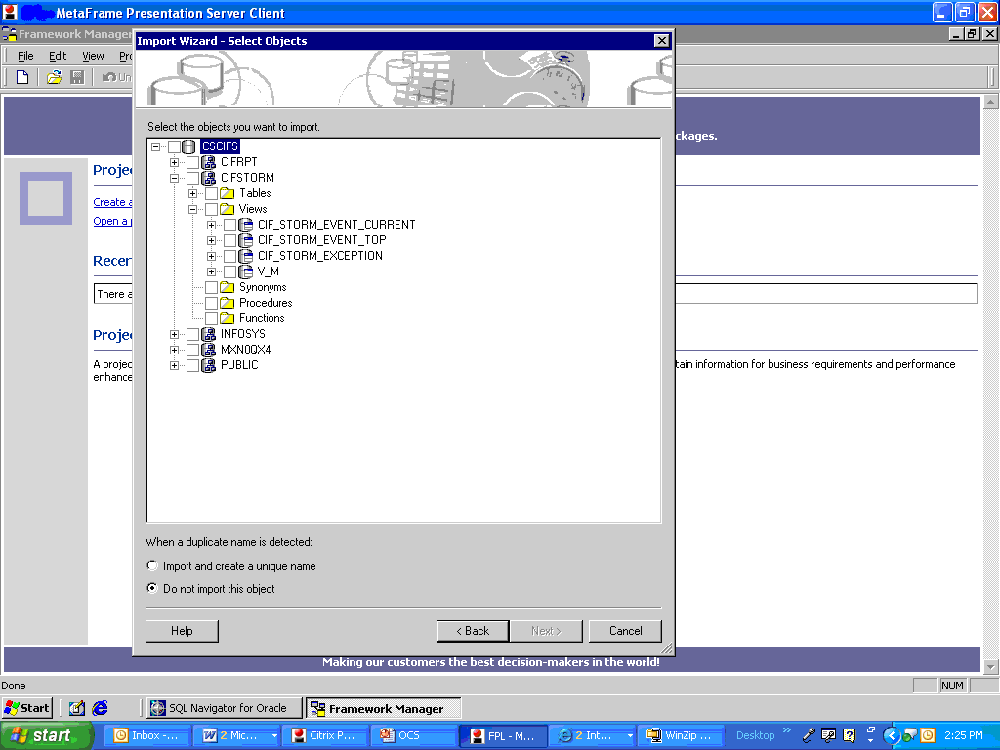 MetaFrame Presentation Server Client
Framework Manager
Import Wizard - Select Objects
File Edit View Pro
Un
Select the objects you want to import.
ckages.
CSCIFS
CIFRPT
CIFSTORM
Tables
Views
CIF_STORM_EVENT_CURRENT
CIF_STORM_EVENT_TOP
CIF_STORM_EXCEPTION
V_M
Synonyms
Procedures
Functions
INFOSYS
MXN0QX4
PUBLIC
Proje
Create a
Open a p
Recen
There a
Proje
A projec
tain information for business requirements and performance
enhance
When a duplicate name is detected:
Import and create a unique name
Do not import this object
Help < Back Next > Cancel
Making our customers the best decision-makers in the world!
Done NUM
Start SQL Navigator for Oracle Framework Manager
start Inbox -... 2 Mic... Citrix P... OCS FPL - M... 2 Int... WinZip ... Desktop » 2:25 PM